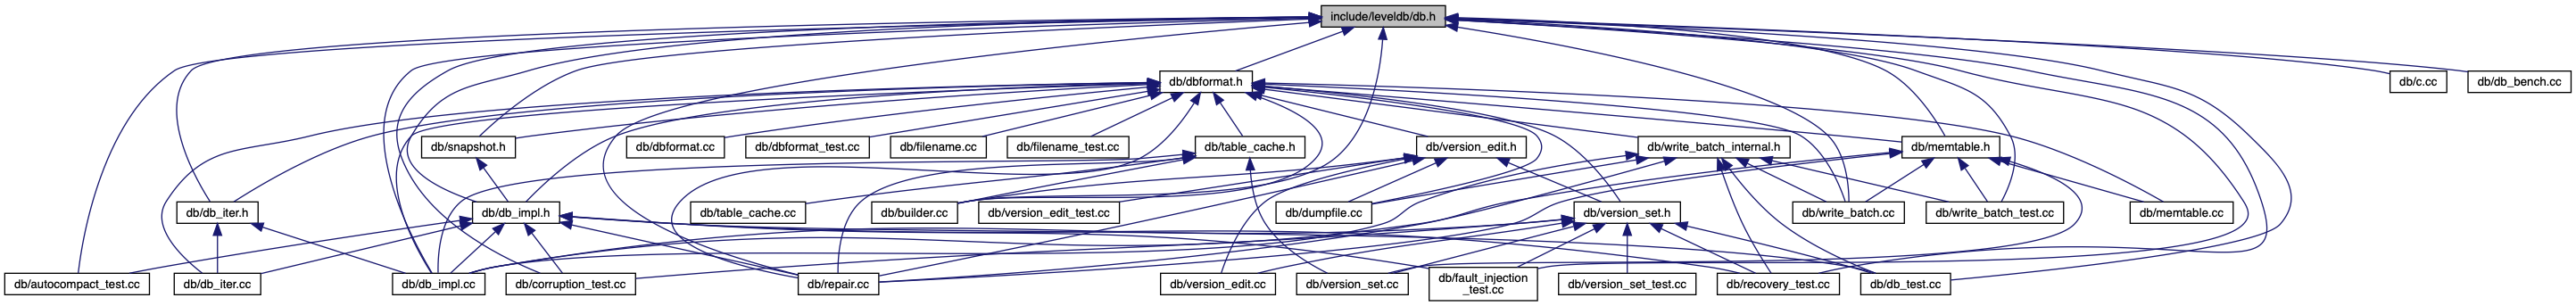 include/leveldb/db.h
db/dbformat.h
db/c.cc
db/db_bench.cc
db/snapshot.h
db/dbformat.cc
db/dbformat_test.cc
db/filename.cc
db/filename_test.cc
db/table_cache.h
db/version_edit.h
db/write_batch_internal.h
db/memtable.h
db/db_iter.h
db/db_impl.h
db/table_cache.cc
db/builder.cc
db/version_edit_test.cc
db/dumpfile.cc
db/version_set.h
db/write_batch.cc
db/write_batch_test.cc
db/memtable.cc
db/autocompact_test.cc
db/db_iter.cc
db/db_impl.cc
db/corruption_test.cc
db/repair.cc
db/version_edit.cc
db/version_set.cc
db/fault_injection
_test.cc
db/version_set_test.cc
db/recovery_test.cc
db/db_test.cc